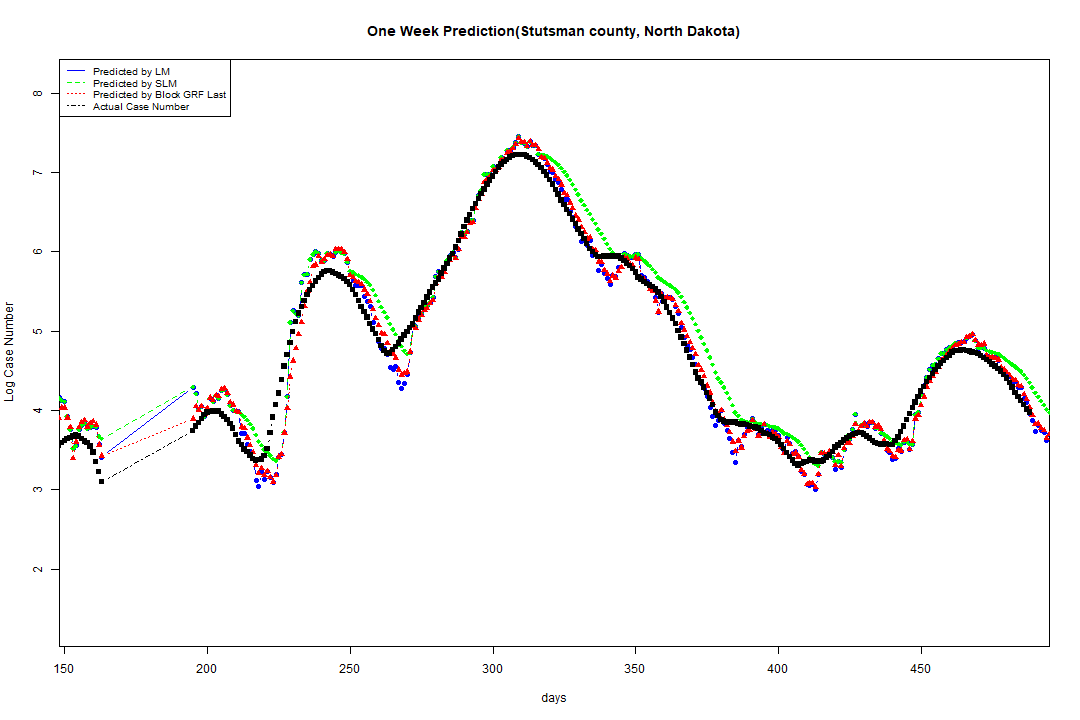 One Week Prediction(Stutsman county, North Dakota)
Predicted by LM
Predicted by SLM
Predicted by Block GRF Last
Actual Case Number
8
7
6
5
4
3
2
Log Case Number
150 200 250 300 350 400 450
days